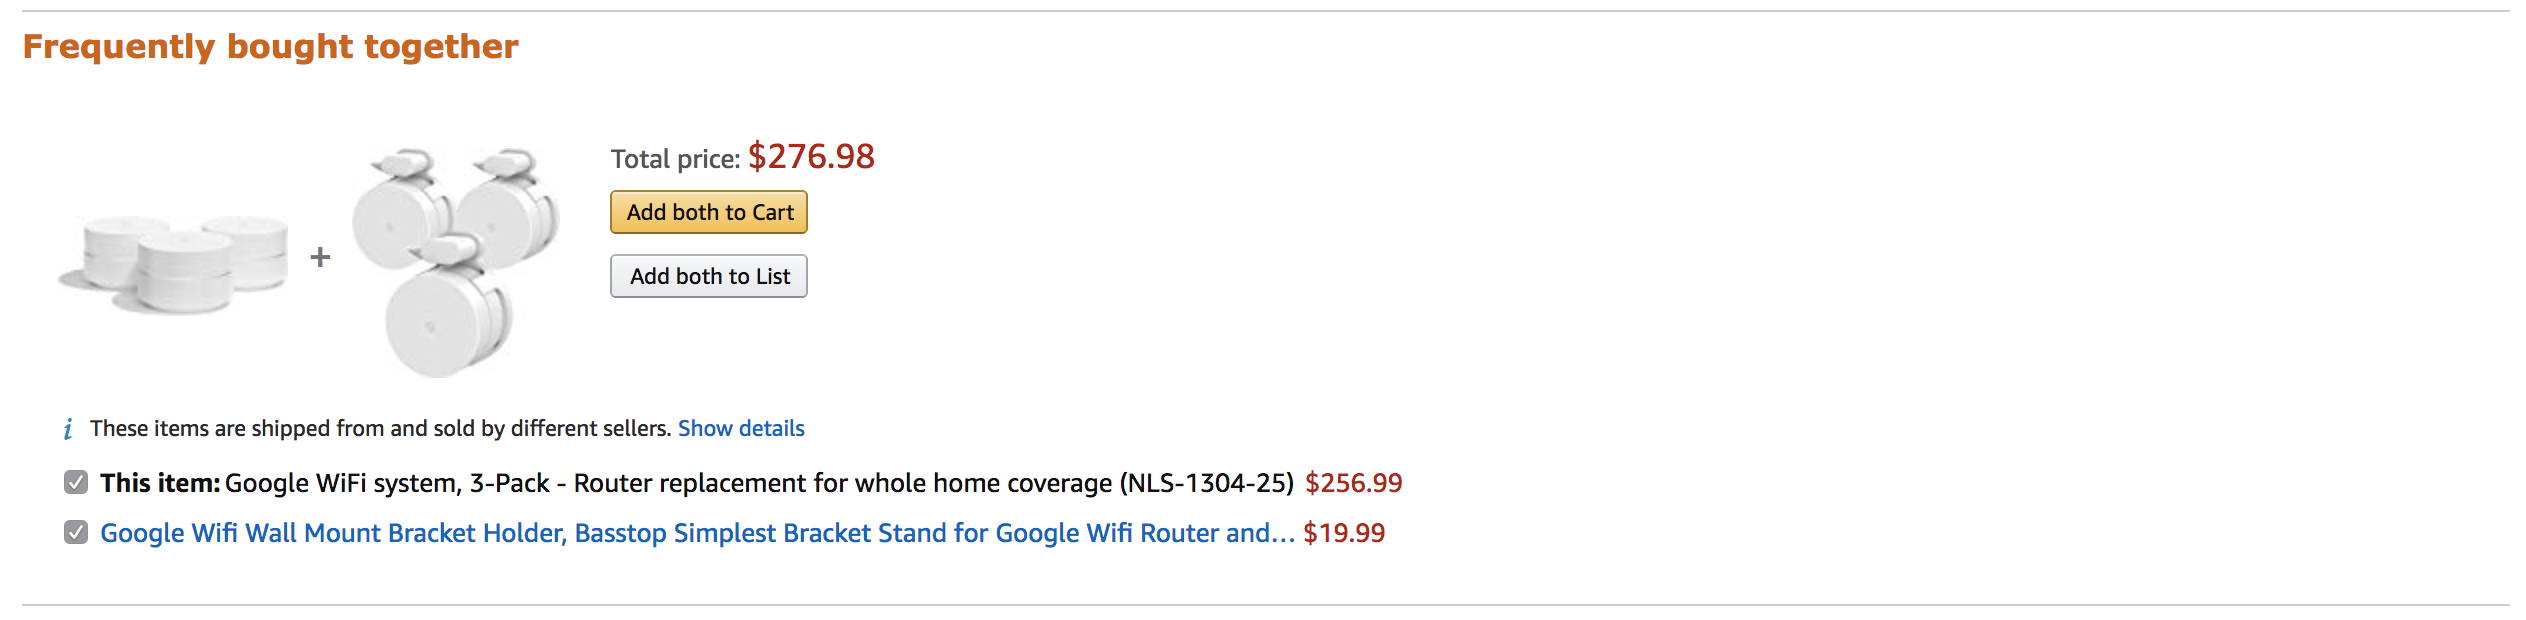 Frequently bought together
Total price: $276.98
Add both to Cart
+
Add both to List
i These items are shipped from and sold by different sellers. Show details
This item: Google WiFi system, 3-Pack - Router replacement for whole home coverage (NLS-1304-25) $256.99
Google Wifi Wall Mount Bracket Holder, Basstop Simplest Bracket Stand for Google Wifi Router and... $19.99